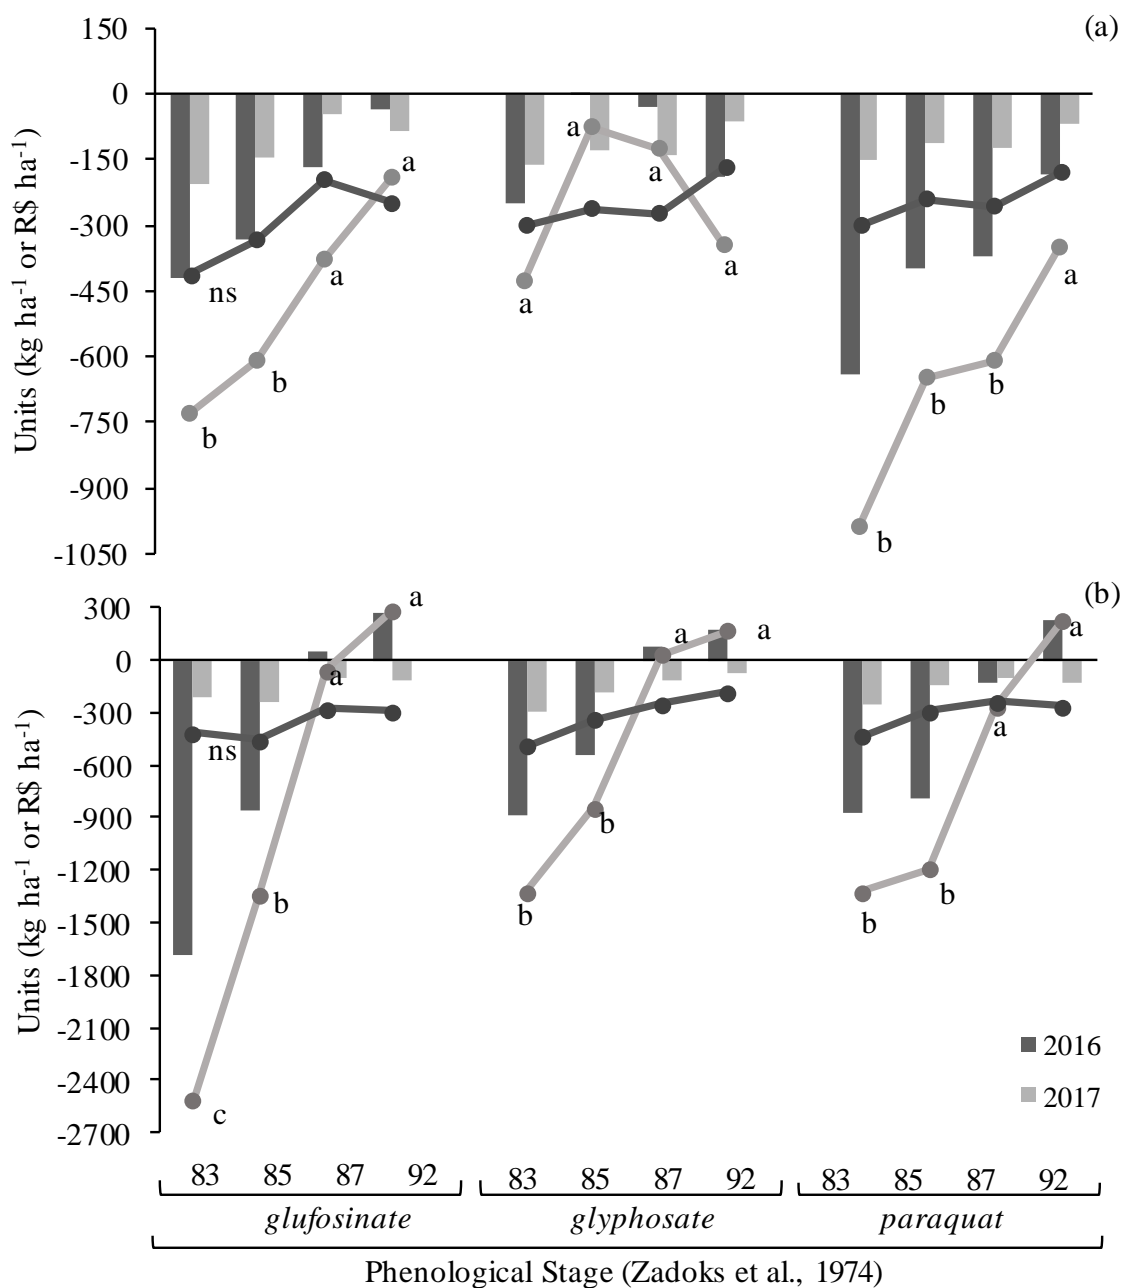 (a)
150
0
-150
-300
-450
-600
-750
-900
-1050
Units (kg ha-1 or R$ ha-1)
ns
b
b
a
a
a
a
a
a
b
b
b
a
(b)
300
0
-300
-600
-900
-1200
-1500
-1800
-2100
-2400
-2700
Units (kg ha-1 or R$ ha-1)
ns
c
b
a
a
b
b
a
a
b
b
a
a
2016
2017
83 85 87 92 83 85 87 92 83 85 87 92
glufosinate glyphosate paraquat
Phenological Stage (Zadoks et al., 1974)